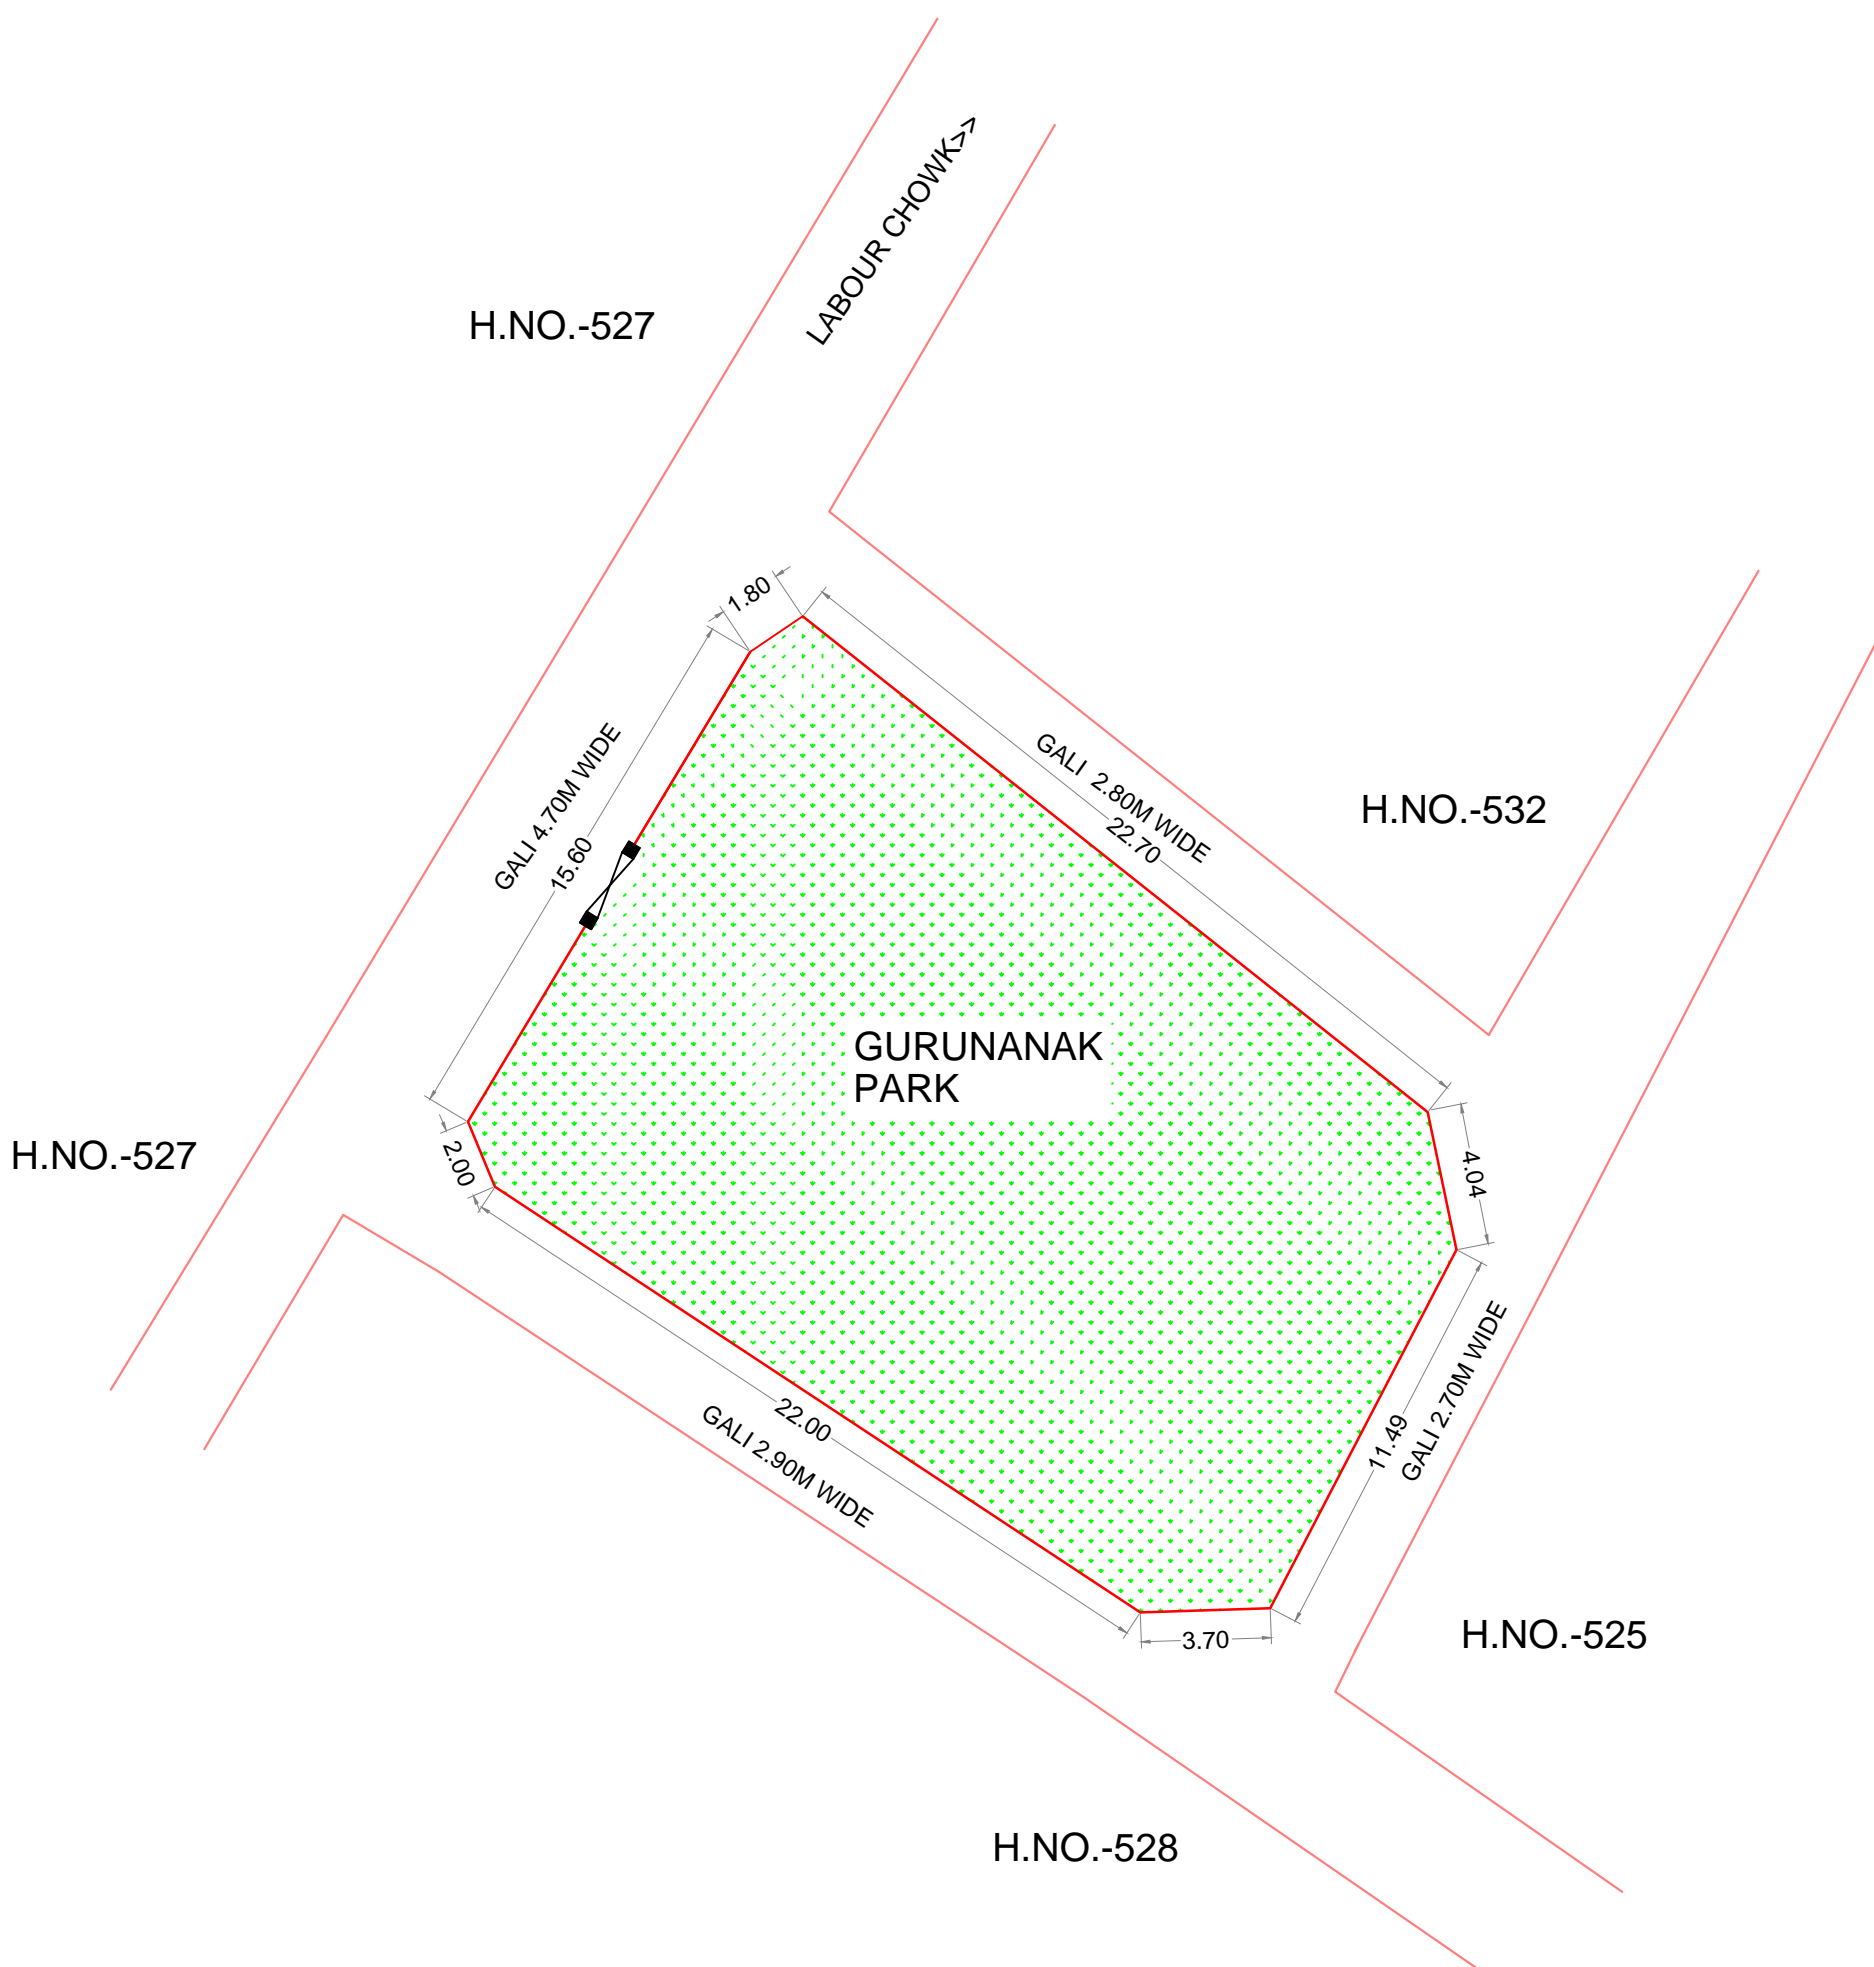 LABOUR CHOWK>>
H.NO.-527
1.80
GALI 4.70M WIDE
15.60
GALI 2.80M WIDE
22.70
H.NO.-532
GURUNANAK
PARK
H.NO.-527
2.00
4.04
GALI 2.70M WIDE
11.49
22.00
GALI 2.90M WIDE
3.70
H.NO.-525
H.NO.-528